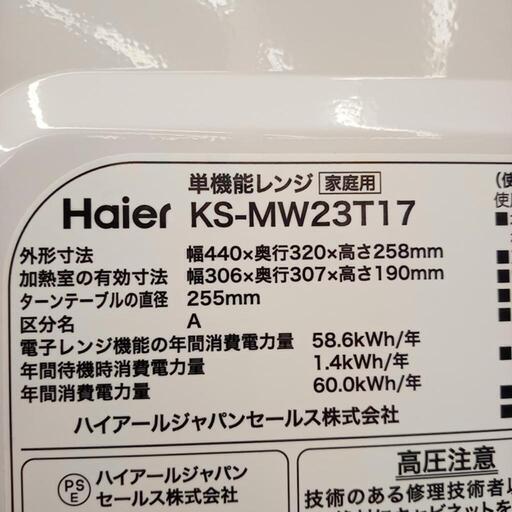 単機能レンジ 家庭用
Haier KS-MW23T17
外形寸法 幅440×奥行320×高さ258mm
加熱室の有効寸法 幅306×奥行307×高さ190mm
ターンテーブルの直径 255mm
区分名 A
電子レンジ機能の年間消費電力量 58.6kWh/年
年間待機時消費電力量 1.4kWh/年
年間消費電力量 60.0kWh/年
ハイアールジャパンセールス株式会社
PSE ハイアールジャパン
セールス株式会社
(使
使用
高圧注意
技術のある修理技術者以